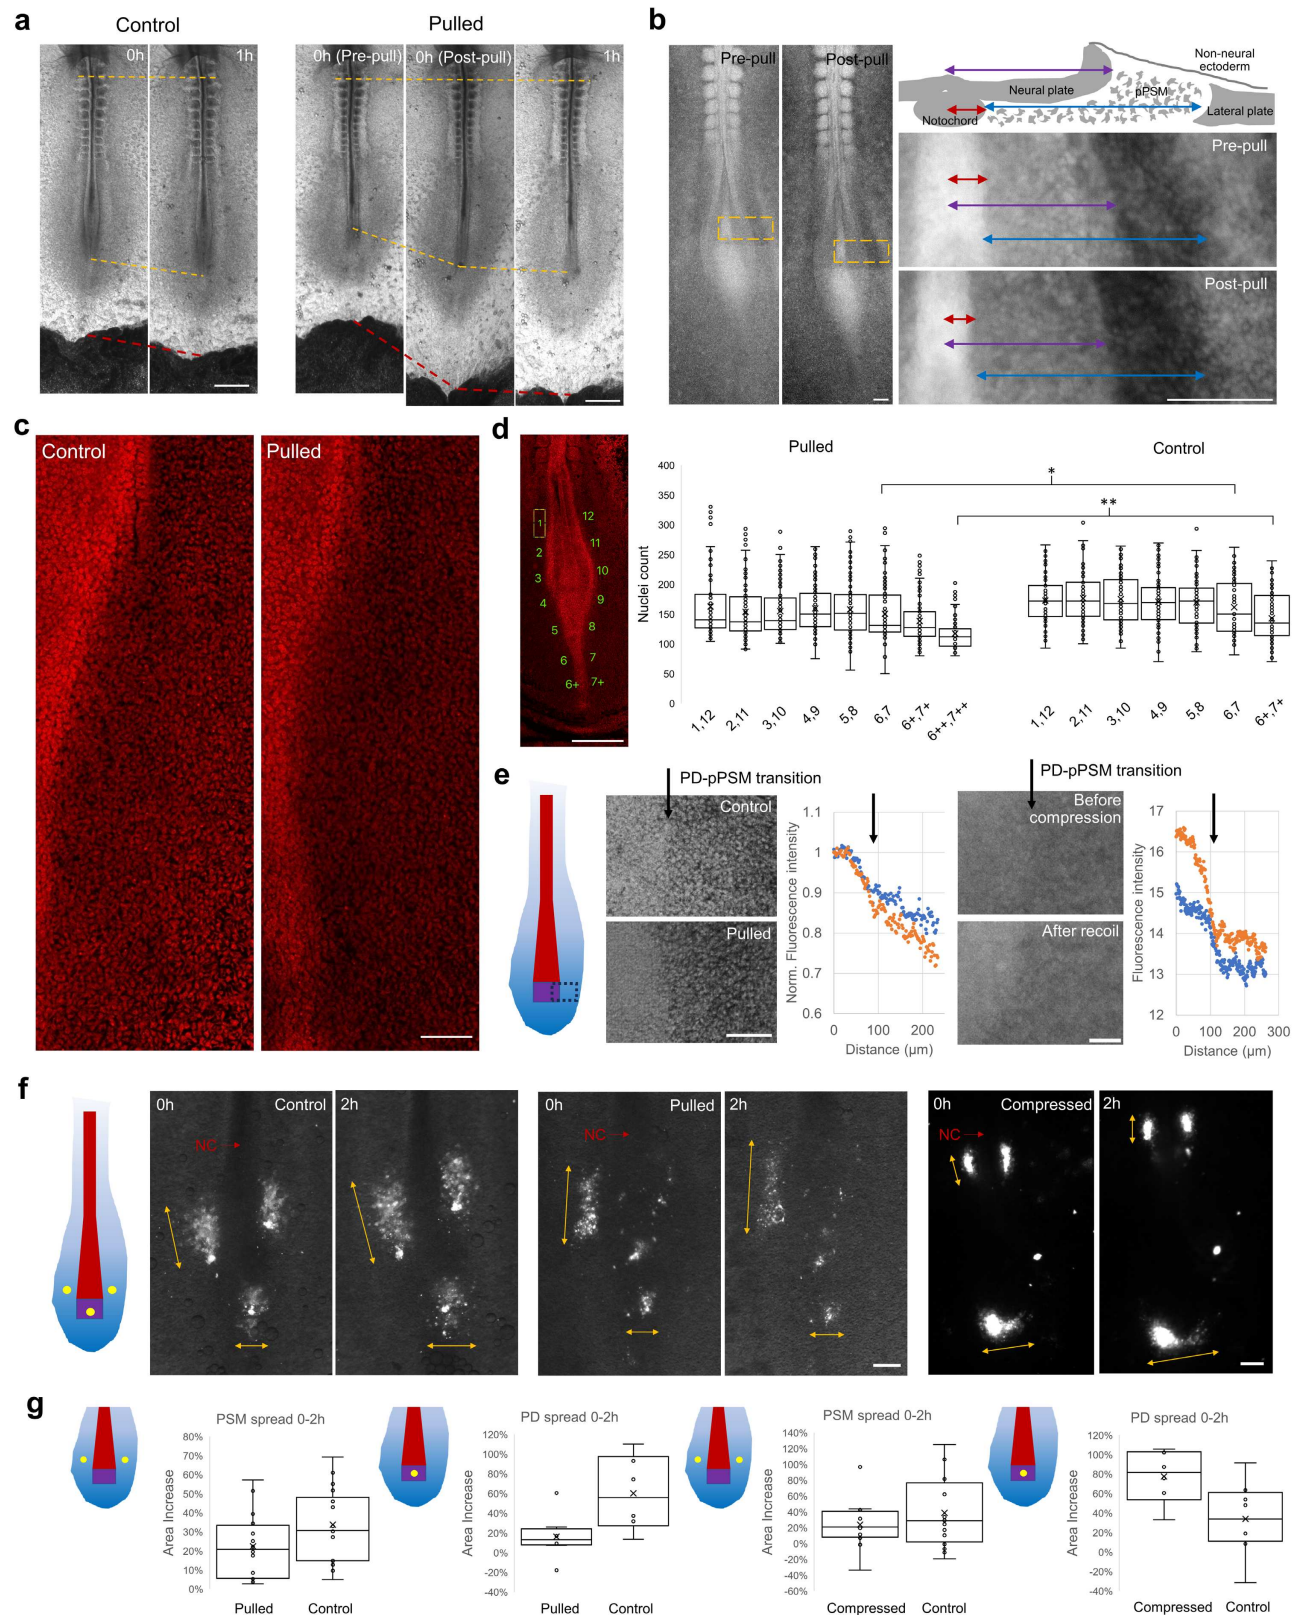 a
Control
Pulled
0h
1h
0h (Pre-pull)
0h (Post-pull)
1h
b
Pre-pull
Post-pull
Non-neural
ectoderm
Neural plate
pPSM
Notochord
Lateral plate
Pre-pull
Post-pull
c
Control
Pulled
d
1
2
3
4
5
6
6+
12
11
10
9
8
7
7+
Pulled
Control
*
**
Nuclei count
400
350
300
250
200
150
100
50
0
1,12
2,11
3,10
4,9
5,8
6,7
6+,7+
6++,7++
1,12
2,11
3,10
4,9
5,8
6,7
6+,7+
e
PD-pPSM transition
Control
Pulled
Norm. Fluorescence intensity
1.1
1
0.9
0.8
0.7
0.6
0
100
200
Distance (µm)
PD-pPSM transition
Before
compression
After recoil
Fluorescence intensity
17
16
15
14
13
12
0
100
200
300
Distance (µm)
f
0h
Control
2h
NC
0h
Pulled
2h
NC
0h
Compressed
2h
NC
g
PSM spread 0-2h
Area Increase
80%
70%
60%
50%
40%
30%
20%
10%
0%
Pulled
Control
PD spread 0-2h
Area Increase
120%
100%
80%
60%
40%
20%
0%
-20%
-40%
Pulled
Control
PSM spread 0-2h
Area Increase
140%
120%
100%
80%
60%
40%
20%
0%
-20%
-40%
-60%
Compressed
Control
PD spread 0-2h
Area Increase
120%
100%
80%
60%
40%
20%
0%
-20%
-40%
Compressed
Control